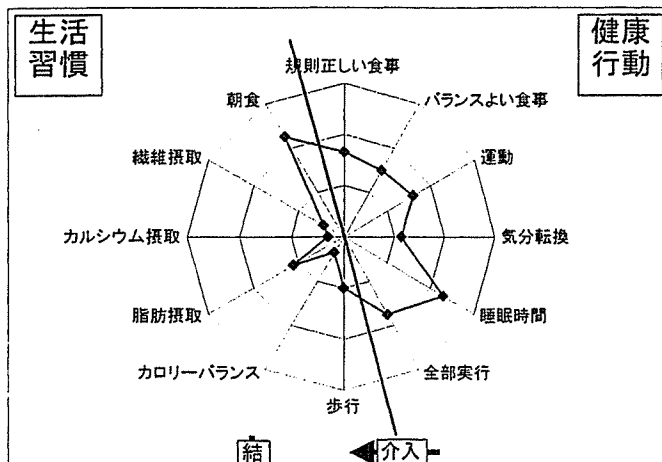 生活
習慣
健康
行動
規則正しい食事
バランスよい食事
運動
気分転換
睡眠時間
全部実行
歩行
カロリーバランス
脂肪摂取
カルシウム摂取
繊維摂取
朝食
結
介入